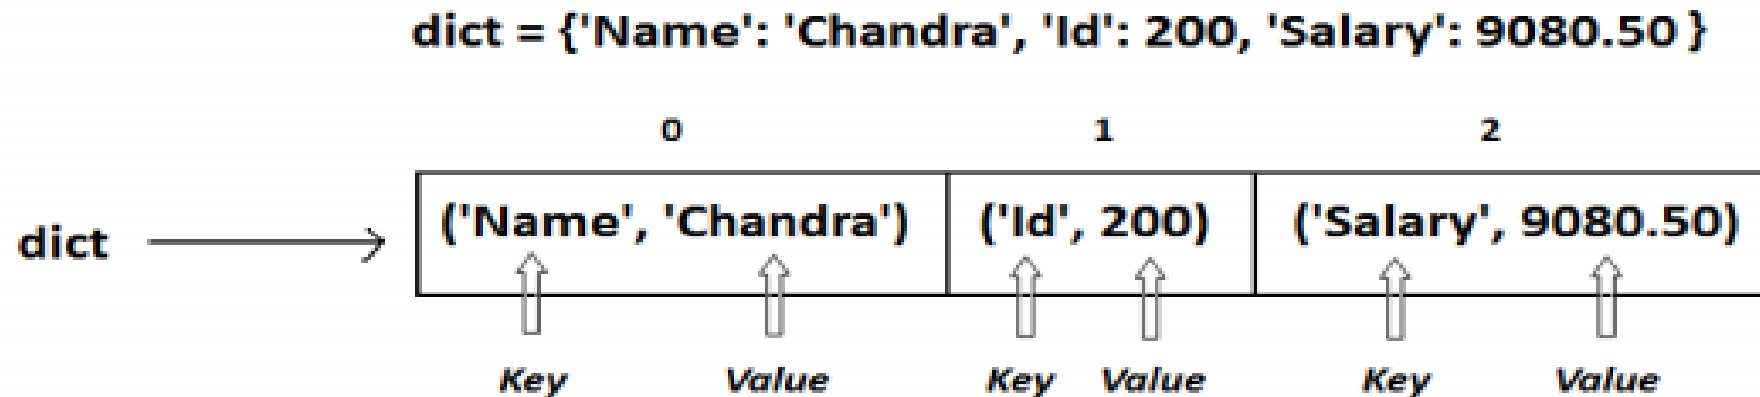 dict = {'Name': 'Chandra', 'Id': 200, 'Salary': 9080.50 }
0 1 2
dict ('Name', 'Chandra') ('Id', 200) ('Salary', 9080.50)
Key Value Key Value Key Value